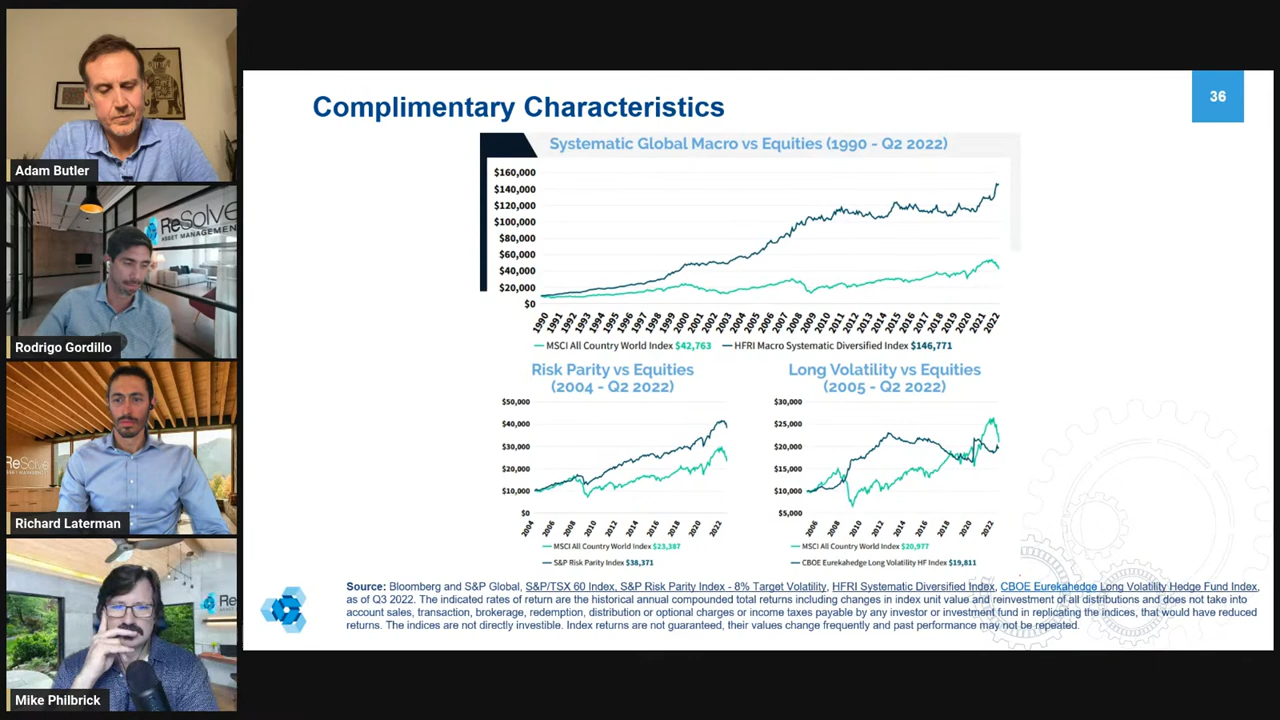 Adam Butler
ReSolve
ASSET MANAGEMENT
Rodrigo Gordillo
ReSolve
Richard Laterman
Re
Mike Philbrick
36
Complimentary Characteristics
Systematic Global Macro vs Equities (1990 - Q2 2022)
$160,000
$140,000
$120,000
$100,000
$80,000
$60,000
$40,000
$20,000
$0
1990 1991 1992 1993 1994 1995 1996 1997 1998 1999 2000 2001 2002 2003 2004 2005 2006 2007 2008 2009 2010 2011 2012 2013 2014 2015 2016 2017 2018 2019 2020 2021 2022
MSCI All Country World Index $42,763 HFRI Macro Systematic Diversified Index $146,771
Risk Parity vs Equities
(2004 - Q2 2022)
$50,000
$40,000
$30,000
$20,000
$10,000
$0
2004 2006 2008 2010 2012 2014 2016 2018 2020 2022
MSCI All Country World Index $23,387
S&P Risk Parity Index $38,371
Long Volatility vs Equities
(2005 - Q2 2022)
$30,000
$25,000
$20,000
$15,000
$10,000
$5,000
2006 2008 2010 2012 2014 2016 2018 2020 2022
MSCI All Country World Index $20,977
CBOE Eurekahedge Long Volatility HF Index $19,811
Source: Bloomberg and S&P Global, S&P/TSX 60 Index, S&P Risk Parity Index - 8% Target Volatility, HFRI Systematic Diversified Index, CBOE Eurekahedge Long Volatility Hedge Fund Index,
as of Q3 2022. The indicated rates of return are the historical annual compounded total returns including changes in index unit value and reinvestment of all distributions and does not take into
account sales, transaction, brokerage, redemption, distribution or optional charges or income taxes payable by any investor or investment fund in replicating the indices, that would have reduced
returns. The indices are not directly investible. Index returns are not guaranteed, their values change frequently and past performance may not be repeated.